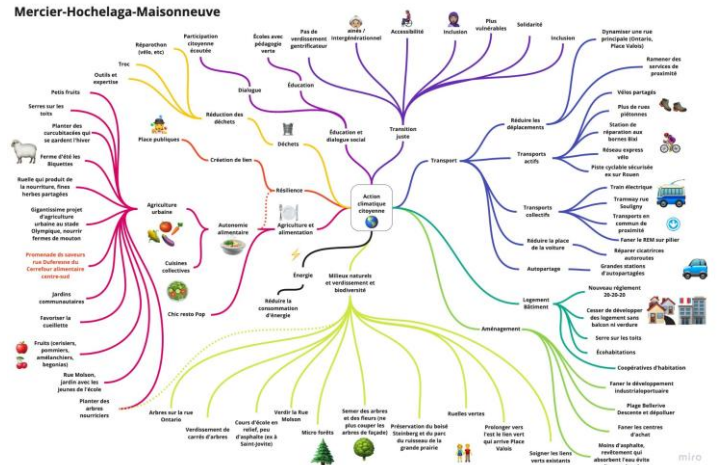 Mercier-Hochelaga-Maisonneuve
Action
climatique
citoyenne
Réparothon
(vélo, etc)
Participation
citoyenne
écoutée
Écoles avec
pédagogie
verte
Pas de
verdissement
gentrificateur
ainés /
intergénérationnel
Accessibilité
Inclusion
Plus
vulnérables
Solidarité
Inclusion
Dynamiser une rue
principale (Ontario,
Place Valois)
Troc
Outils et
expertise
Dialogue
Éducation
Réduction des
déchets
Déchets
Éducation et
dialogue social
Transition
juste
Ramener des
services de
proximité
Réduire les
déplacements
Vélos partagés
Plus de rues
piétonnes
Station de
réparation aux
bornes Bixi
Réseau express
vélo
Piste cyclable sécurisée
ex sur Rouen
Transports
actifs
Transport
Train électrique
Tramway rue
Souligny
Transports en
commun de
proximité
Faner le REM sur pilier
Transports
collectifs
Réduire la place
de la voiture
Réparer cicatrices
autoroutes
Autopartage
Grandes stations
d'autopartagées
Petis fruits
Serres sur les
toits
Planter des
curcubitacées qui
se gardent l'hiver
Ferme d'été les
Biquettes
Ruelle qui produit de
la nourriture, fines
herbes partagées
Gigantissime projet
d'agriculture
urbaine au stade
Olympique, nourrir
fermes de mouton
Promenade ds saveurs
rue Dufersne du
Carrefour alimentaire
centre-sud
Jardins
communautaires
Favortser la
cueillette
Fruits (cerisiers,
pommiers,
amélanchiers,
begonias)
Rue Molson,
jardin avec les
jeunes de l'école
Planter des
arbres
nourriciers
Place publiques
Création de lien
Résilience
Agriculture
urbaine
Autonomie
alimentaire
Agriculture et
alimentation
Cuisines
collectives
Chic resto Pop
Énergie
Réduire la
consommation
d'énergie
Milieux naturels
et verdissement et
biodiversité
Logement
Bâtiment
Nouveau règlement
20-20-20
Cesser de développer
des logement sans
balcon ni verdure
Serre sur les toits
Écohabitations
Coopératives d'habitation
Aménagement
Faner le développement
industraloportuaire
Plage Bellerive
Descente et dépolluer
Faner les centres
d'achat
Moins d'asphalte,
revêtement qui
absorbent l'eau évite
Arbres sur la rue
Ontario
Verdissement de
carrés d'arbres
Cours d'école en
relief, peu
d'asphalte (ex à
Saint-Jovite)
Verdir la Rue
Molson
Micro forêts
Semer des arbres
et des fleurs (ne
plus couper les
arbres de façade)
Préservation du boisé
Steinberg et du parc
du ruisseau de la
grande prairie
Ruelles vertes
Prolonger vers
l'est le lien vert
qui arrive Place
Valois
Soigner les liens
verts existants
miro